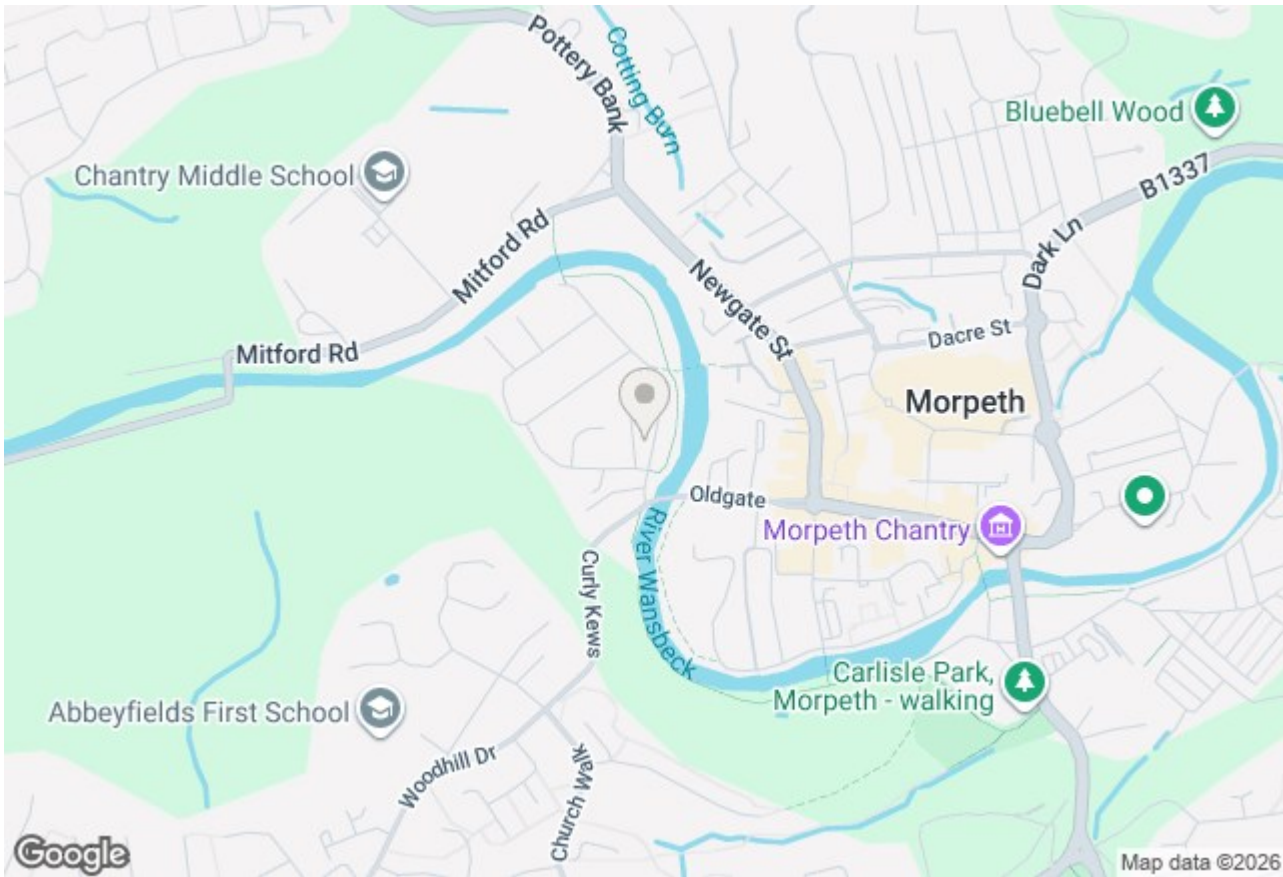 Pottery Bank
Cotting Burn
Bluebell Wood
Chantry Middle School
B1337
Mitford Rd
Dark Ln
Newgate St
Dacre St
Mitford Rd
Morpeth
Oldgate
Morpeth Chantry
River Wansbeck
Curly Kews
Carlisle Park,
Morpeth - walking
Abbeyfields First School
Woodhill Dr
Church Walk
Google
Map data ©2026